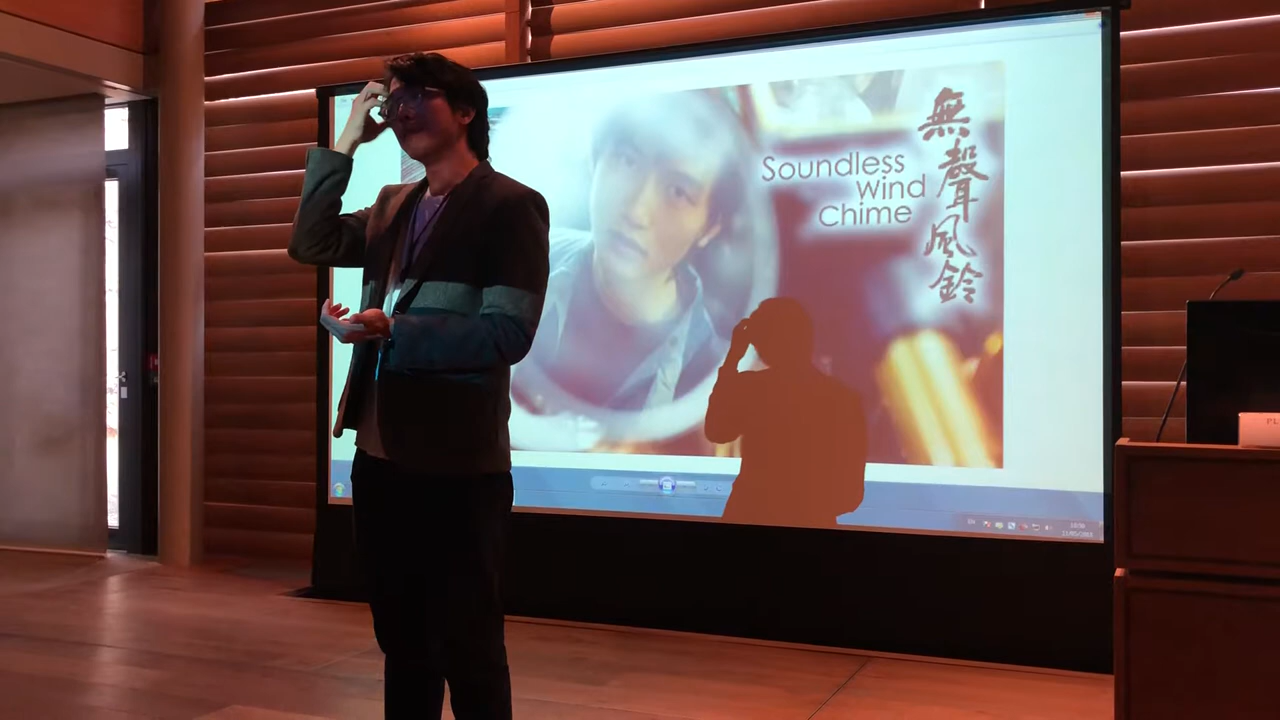 Soundless
Wind
Chime
無聲風鈴